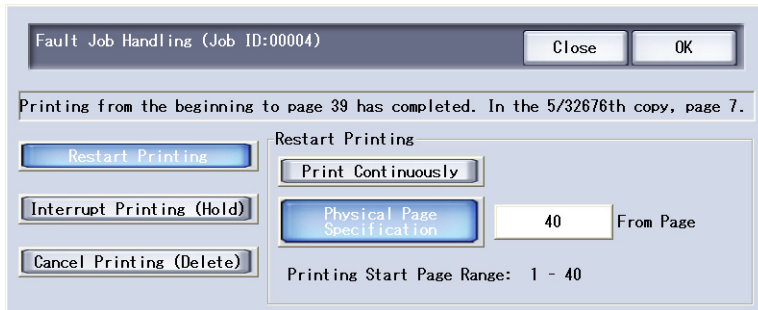 Fault Job Handling (Job ID:00004)
Close
OK
Printing from the beginning to page 39 has completed. In the 5/32676th copy, page 7.
Restart Printing
Restart Printing
Print Continuously
Interrupt Printing (Hold)
Physical Page
Specification
40
From Page
Cancel Printing (Delete)
Printing Start Page Range: 1 - 40